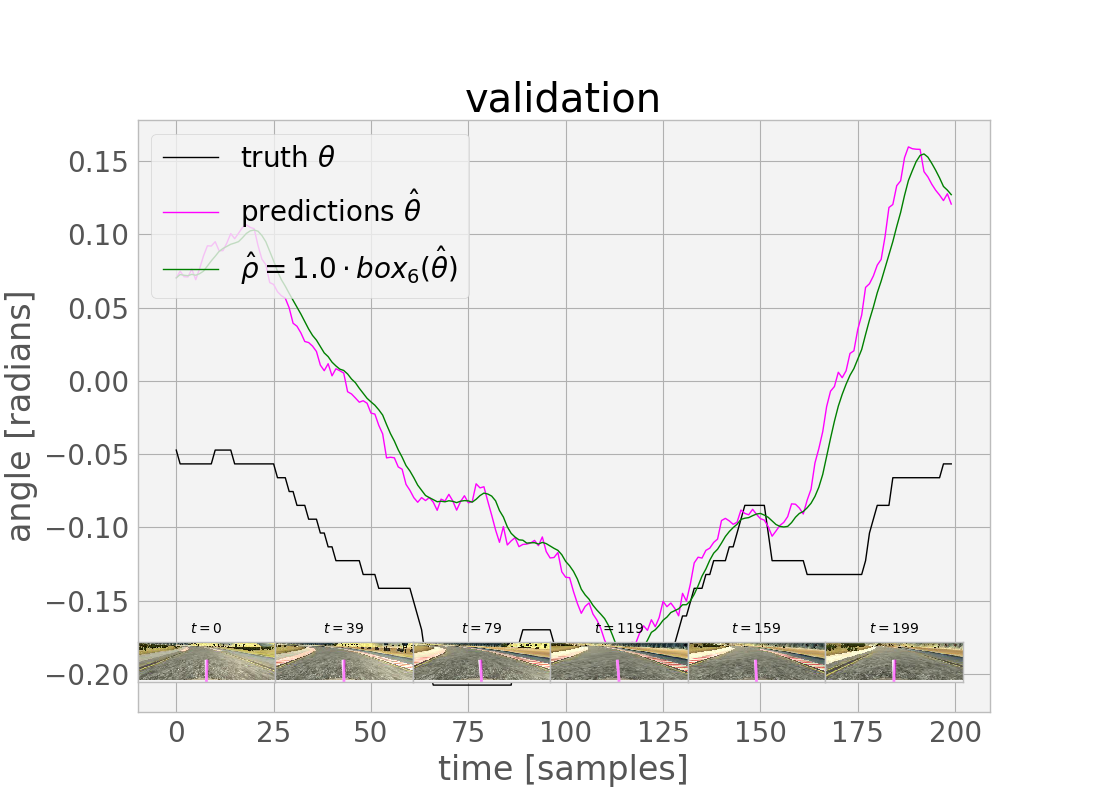 validation
truth θ
predictions θ̂
ρ̂ = 1.0 · box₆(θ̂)
angle [radians]
0.15
0.10
0.05
0.00
−0.05
−0.10
−0.15
−0.20
t = 0 t = 39 t = 79 t = 119 t = 159 t = 199
0 25 50 75 100 125 150 175 200
time [samples]